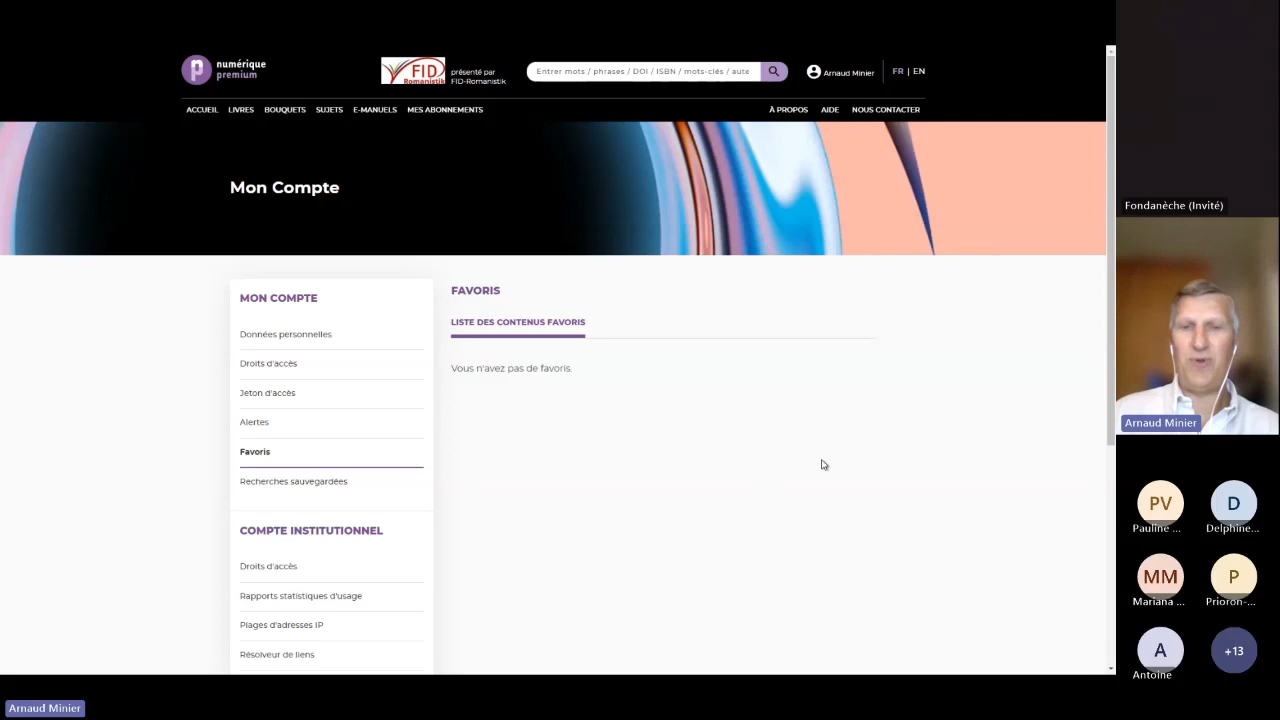 numérique
premium
FID
Romanistik
présenté par
FID-Romanistik
Entrer mots / phrases / DOI / ISBN / mots-clés / aute
Arnaud Minier
FR | EN
ACCUEIL LIVRES BOUQUETS SUJETS E-MANUELS MES ABONNEMENTS À PROPOS AIDE NOUS CONTACTER
Mon Compte
MON COMPTE
Données personnelles
Droits d'accès
Jeton d'accès
Alertes
Favoris
Recherches sauvegardées
COMPTE INSTITUTIONNEL
Droits d'accès
Rapports statistiques d'usage
Plages d'adresses IP
Résolveur de liens
FAVORIS
LISTE DES CONTENUS FAVORIS
Vous n'avez pas de favoris.
Fondanèche (Invité)
Arnaud Minier
PV D
Pauline ... Delphine...
MM P
Mariana ... Prioron-...
A +13
Antoine
Arnaud Minier